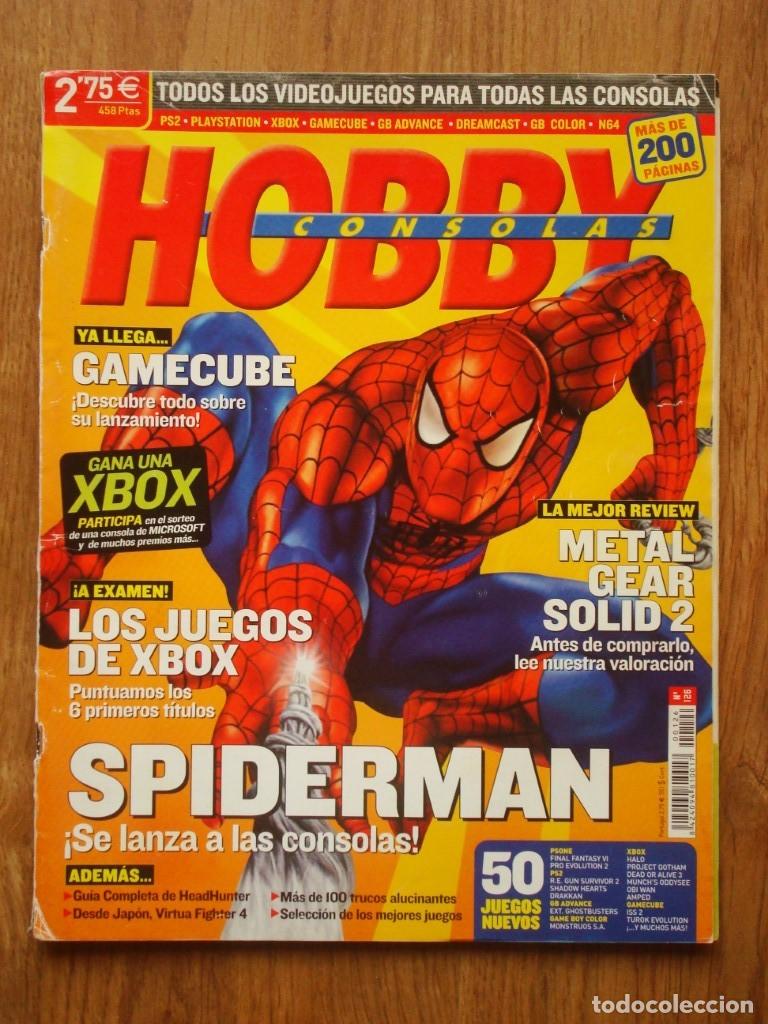 2'75 €
458 Ptas
TODOS LOS VIDEOJUEGOS PARA TODAS LAS CONSOLAS
PS2 • PLAYSTATION • XBOX • GAMECUBE • GB ADVANCE • DREAMCAST • GB COLOR • N64
MÁS DE
200
PÁGINAS
HOBBY
CONSOLAS
YA LLEGA...
GAMECUBE
¡Descubre todo sobre
su lanzamiento!
GANA UNA
XBOX
PARTICIPA en el sorteo
de una consola de MICROSOFT
y de muchos premios más...
LA MEJOR REVIEW
METAL
GEAR
SOLID 2
Antes de comprarlo,
lee nuestra valoración
¡A EXAMEN!
LOS JUEGOS
DE XBOX
Puntuamos los
6 primeros títulos
Nº 126
00126
8 424094 810017
SPIDERMAN
¡Se lanza a las consolas!
ADEMÁS...
Guía Completa de HeadHunter
Desde Japón, Virtua Fighter 4
Más de 100 trucos alucinantes
Selección de los mejores juegos
50
JUEGOS
NUEVOS
PSONE
FINAL FANTASY VI
PRO EVOLUTION 2
PS2
R.E. GUN SURVIVOR 2
SHADOW HEARTS
DRAKKAN
GB ADVANCE
EXT. GHOSTBUSTERS
GAME BOY COLOR
MONSTRUOS S.A.
XBOX
HALO
PROJECT GOTHAM
DEAD OR ALIVE 3
MUNCH'S ODDYSEE
OBI WAN
AMPED
GAMECUBE
ISS 2
TUROK EVOLUTION
¡...Y MUCHOS MÁS!
todocoleccion